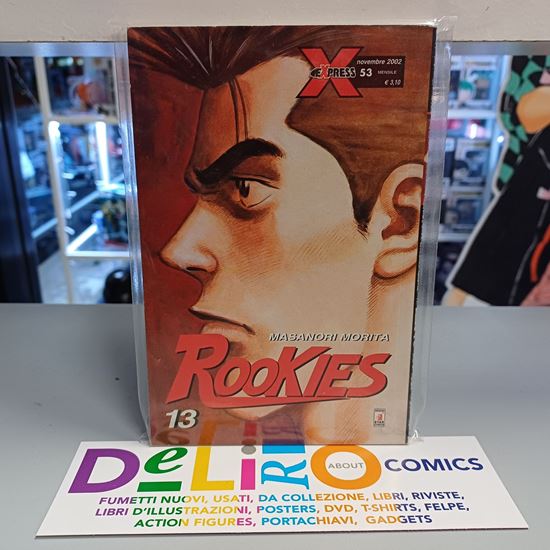 novembre 2002
EXPRESS 53 MENSILE
€ 3,10
MASANORI MORITA
ROOKIES
13
DeLiRiO ABOUT COMICS
FUMETTI NUOVI, USATI, DA COLLEZIONE, LIBRI, RIVISTE,
LIBRI D'ILLUSTRAZIONI, POSTERS, DVD, T-SHIRTS, FELPE,
ACTION FIGURES, PORTACHIAVI, GADGETS